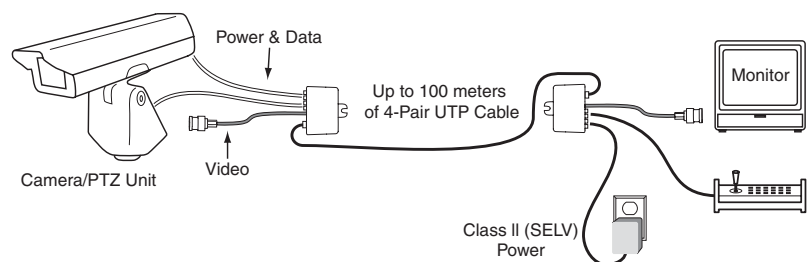 Power & Data
Up to 100 meters
of 4-Pair UTP Cable
Monitor
Video
Camera/PTZ Unit
Class II (SELV)
Power